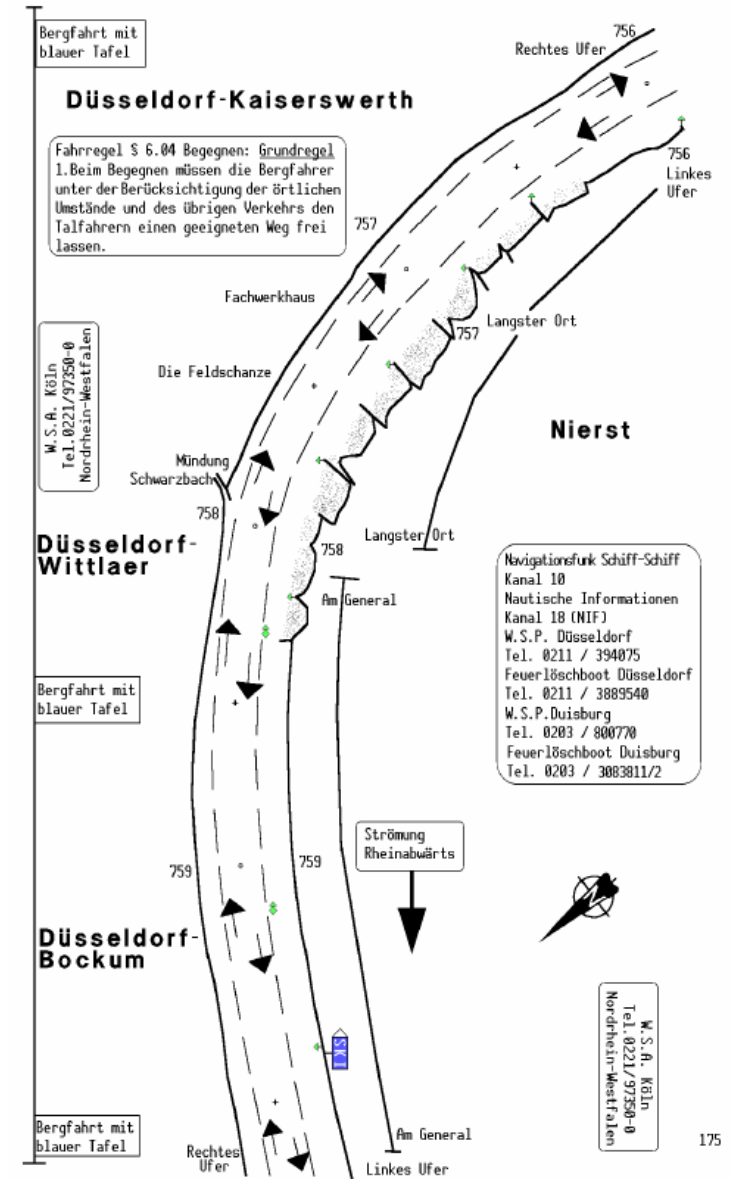 Bergfahrt mit
blauer Tafel
756
Rechtes Ufer
Düsseldorf-Kaiserswerth
Fahrregel § 6.04 Begegnen: Grundregel
1.Beim Begegnen müssen die Bergfahrer
unter der Berücksichtigung der örtlichen
Umstände und des übrigen Verkehrs den
Talfahrern einen geeigneten Weg frei
lassen.
756
Linkes
Ufer
757
Fachwerkhaus
Langster Ort
757
W.S.A. Köln
Tel.0221/97350-0
Nordrhein-Westfalen
Die Feldschanze
Nierst
Mündung
Schwarzbach
758
Düsseldorf-
Wittlaer
Langster Ort
758
Am General
Navigationsfunk Schiff-Schiff
Kanal 10
Nautische Informationen
Kanal 18 (NIF)
W.S.P. Düsseldorf
Tel. 0211 / 394075
Feuerlöschboot Düsseldorf
Tel. 0211 / 3889540
W.S.P.Duisburg
Tel. 0203 / 800770
Feuerlöschboot Duisburg
Tel. 0203 / 3083811/2
Bergfahrt mit
blauer Tafel
Strömung
Rheinabwärts
759
759
N
Düsseldorf-
Bockum
SKI
W.S.A. Köln
Tel.0221/97350-0
Nordrhein-Westfalen
Bergfahrt mit
blauer Tafel
Rechtes
Ufer
Am General
Linkes Ufer
175